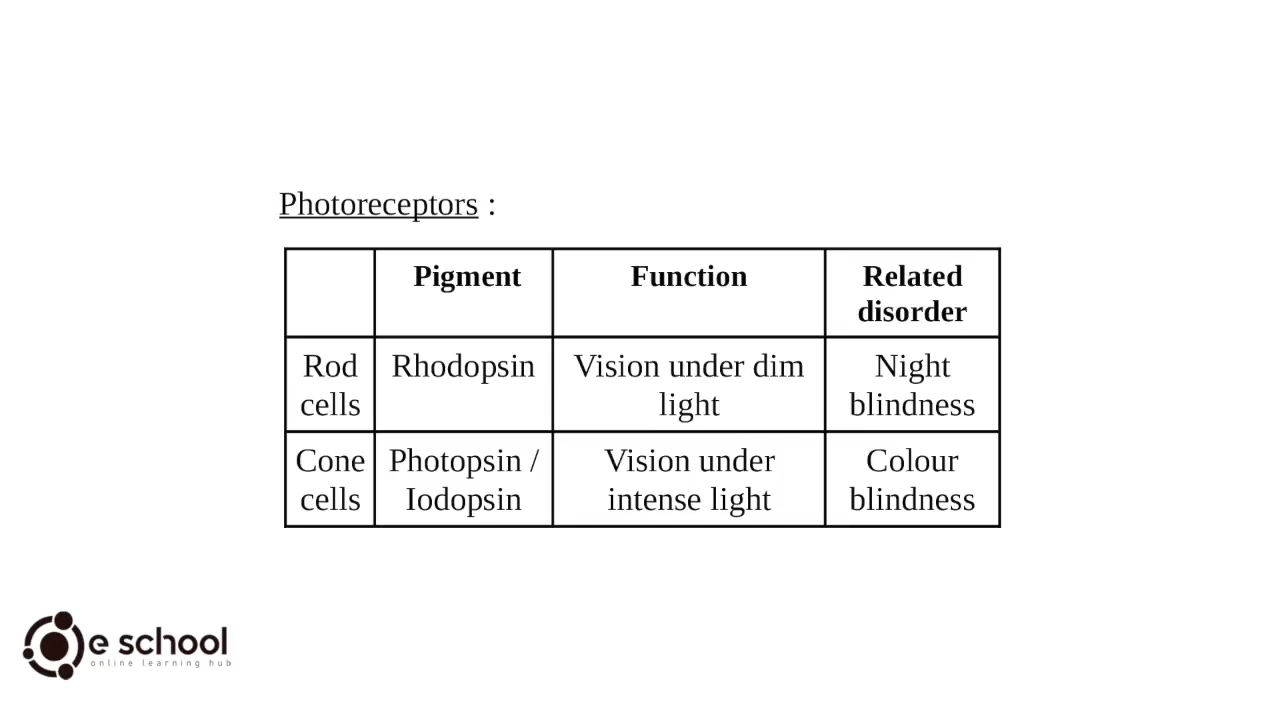 Photoreceptors :
Pigment Function Related
disorder
Rod Rhodopsin Vision under dim Night
cells light blindness
Cone Photopsin / Vision under Colour
cells Iodopsin intense light blindness
e school
online learning hub